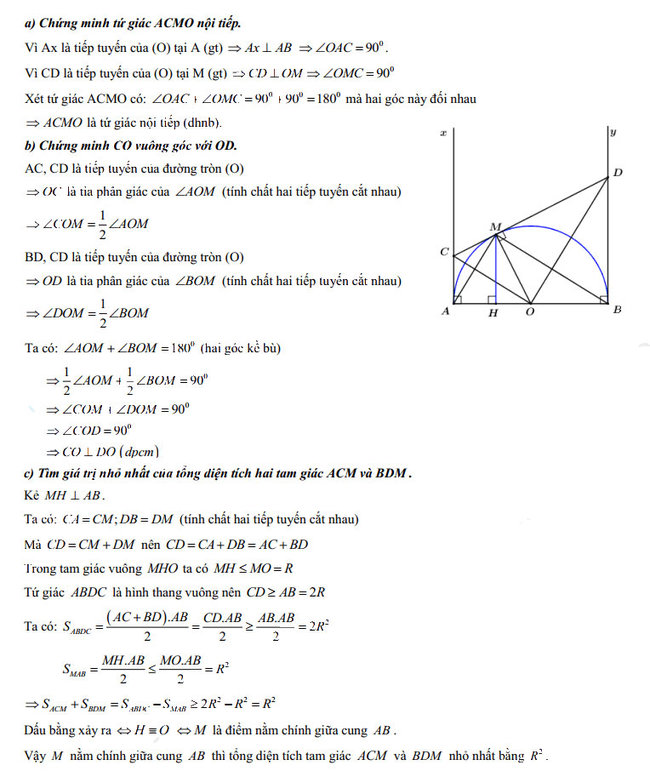 a) Chứng minh tứ giác ACMO nội tiếp.
Vì Ax là tiếp tuyến của (O) tại A (gt) ⇒ Ax ⊥ AB ⇒ ∠OAC = 90⁰.
Vì CD là tiếp tuyến của (O) tại M (gt) ⇒ CD ⊥ OM ⇒ ∠OMC = 90⁰
Xét tứ giác ACMO có: ∠OAC + ∠OMC = 90⁰ + 90⁰ = 180⁰ mà hai góc này đối nhau
⇒ ACMO là tứ giác nội tiếp (dhnb).
b) Chứng minh CO vuông góc với OD.
AC, CD là tiếp tuyến của đường tròn (O)
⇒ OC là tia phân giác của ∠AOM (tính chất hai tiếp tuyến cắt nhau)
⇒ ∠COM = 1/2 ∠AOM
BD, CD là tiếp tuyến của đường tròn (O)
⇒ OD là tia phân giác của ∠BOM (tính chất hai tiếp tuyến cắt nhau)
⇒ ∠DOM = 1/2 ∠BOM
Ta có: ∠AOM + ∠BOM = 180⁰ (hai góc kề bù)
⇒ 1/2 ∠AOM + 1/2 ∠BOM = 90⁰
⇒ ∠COM + ∠DOM = 90⁰
⇒ ∠COD = 90⁰
⇒ CO ⊥ DO (dpcm)
x
y
D
M
C
A
H
O
B
c) Tìm giá trị nhỏ nhất của tổng diện tích hai tam giác ACM và BDM.
Kẻ MH ⊥ AB.
Ta có: CA = CM; DB = DM (tính chất hai tiếp tuyến cắt nhau)
Mà CD = CM + DM nên CD = CA + DB = AC + BD
Trong tam giác vuông MHO ta có MH ≤ MO = R
Tứ giác ABDC là hình thang vuông nên CD ≥ AB = 2R
Ta có: S_ABDC = (AC + BD).AB/2 = CD.AB/2 ≥ AB.AB/2 = 2R²
S_MAB = MH.AB/2 ≤ MO.AB/2 = R²
⇒ S_ACM + S_BDM = S_ABDC - S_MAB ≥ 2R² - R² = R²
Dấu bằng xảy ra ⇔ H ≡ O ⇔ M là điểm nằm chính giữa cung AB.
Vậy M nằm chính giữa cung AB thì tổng diện tích tam giác ACM và BDM nhỏ nhất bằng R².